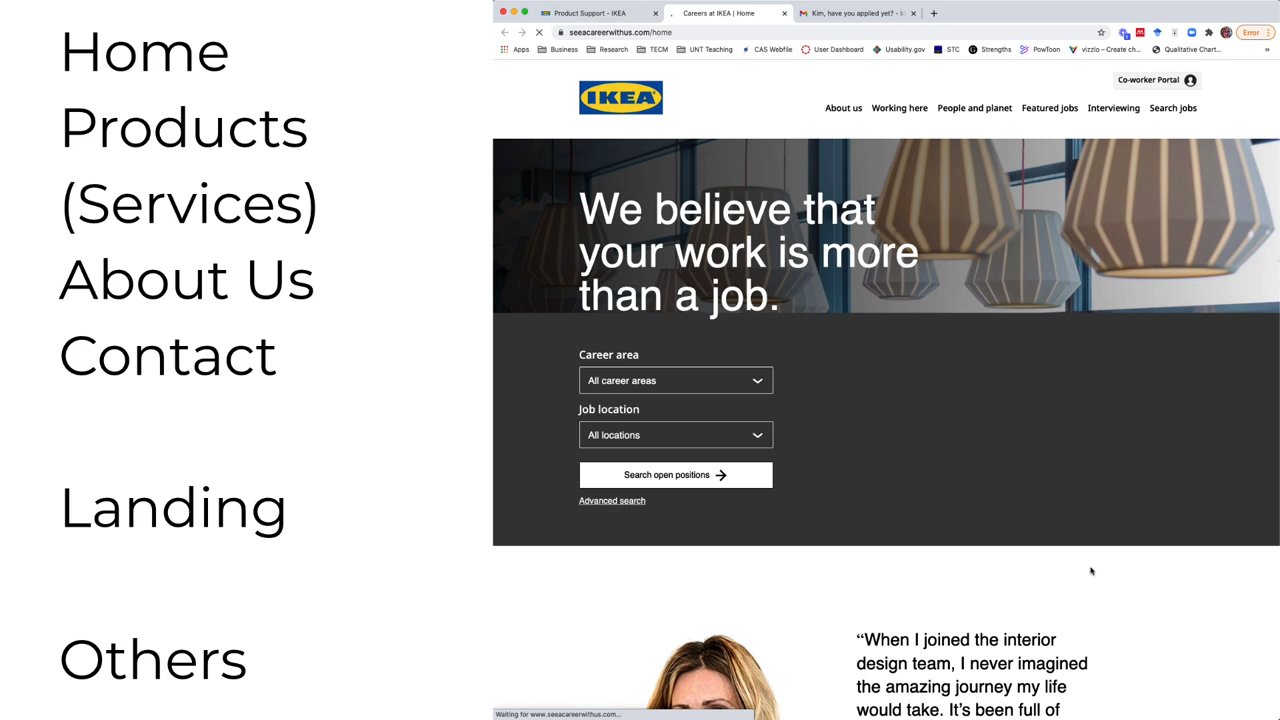 Home
Products
(Services)
About Us
Contact
Landing
Others
Product Support – IKEA
Careers at IKEA | Home
Kim, have you applied yet? - ki
seeacareerwithus.com/home
Error
Apps
Business
Research
TECM
UNT Teaching
CAS Webfile
User Dashboard
Usability.gov
STC
Strengths
PowToon
vizzlo – Create ch...
Qualitative Chart...
»
Co-worker Portal
IKEA
About us
Working here
People and planet
Featured jobs
Interviewing
Search jobs
We believe that
your work is more
than a job.
Career area
All career areas
Job location
All locations
Search open positions
Advanced search
“When I joined the interior
design team, I never imagined
the amazing journey my life
would take. It’s been full of
Waiting for www.seeacareerwithus.com...